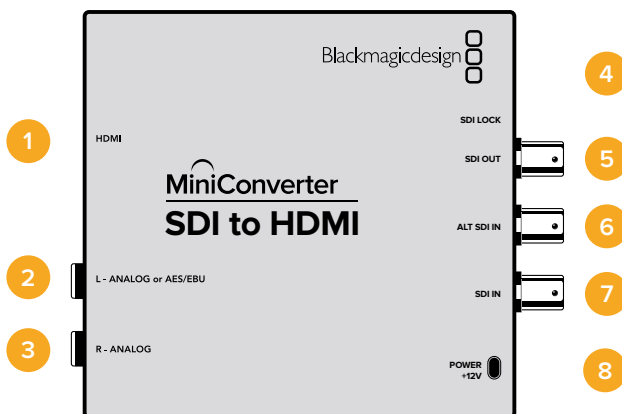 Blackmagicdesign
4
SDI LOCK
1
HDMI
SDI OUT
5
MiniConverter
SDI to HDMI
ALT SDI IN
6
2
L - ANALOG or AES/EBU
SDI IN
7
3
R - ANALOG
POWER
+12V
8